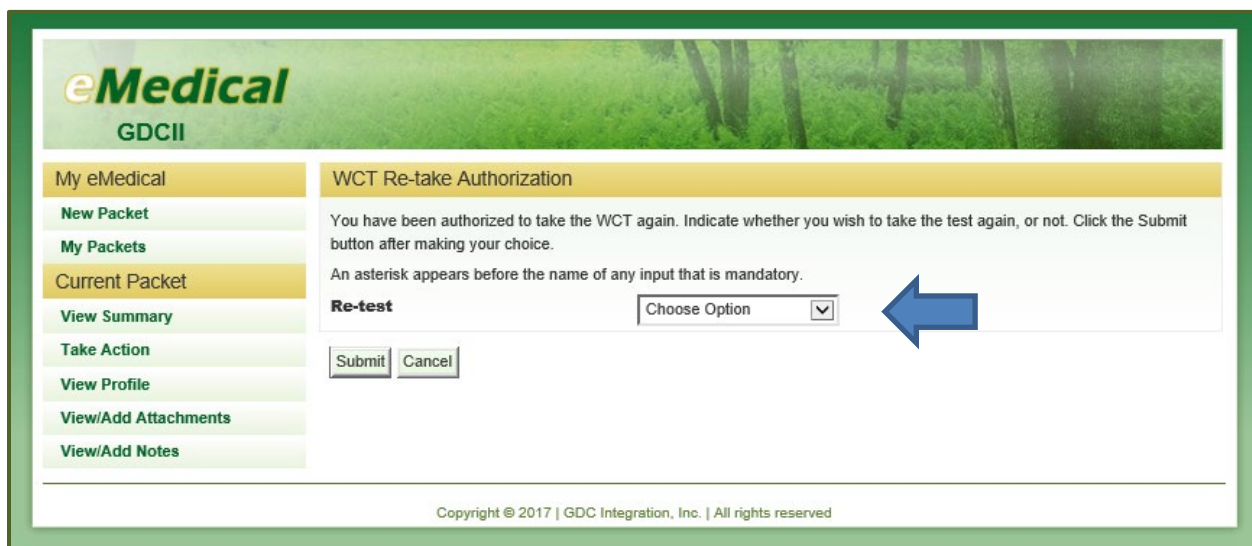 eMedical
GDCII
My eMedical
New Packet
My Packets
Current Packet
View Summary
Take Action
View Profile
View/Add Attachments
View/Add Notes
WCT Re-take Authorization
You have been authorized to take the WCT again. Indicate whether you wish to take the test again, or not. Click the Submit
button after making your choice.
An asterisk appears before the name of any input that is mandatory.
Re-test Choose Option
Submit Cancel
Copyright © 2017 | GDC Integration, Inc. | All rights reserved